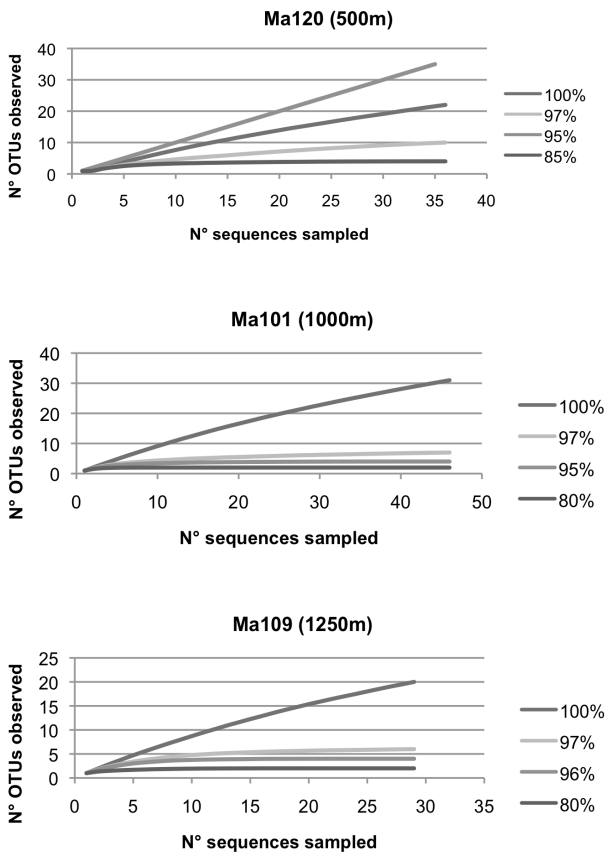 Ma120 (500m)
N° OTUs observed
40
30
20
10
0
0 5 10 15 20 25 30 35 40
N° sequences sampled
100%
97%
95%
85%
Ma101 (1000m)
N° OTUs observed
40
30
20
10
0
0 10 20 30 40 50
N° sequences sampled
100%
97%
95%
80%
Ma109 (1250m)
N° OTUs observed
25
20
15
10
5
0
0 5 10 15 20 25 30 35
N° sequences sampled
100%
97%
96%
80%